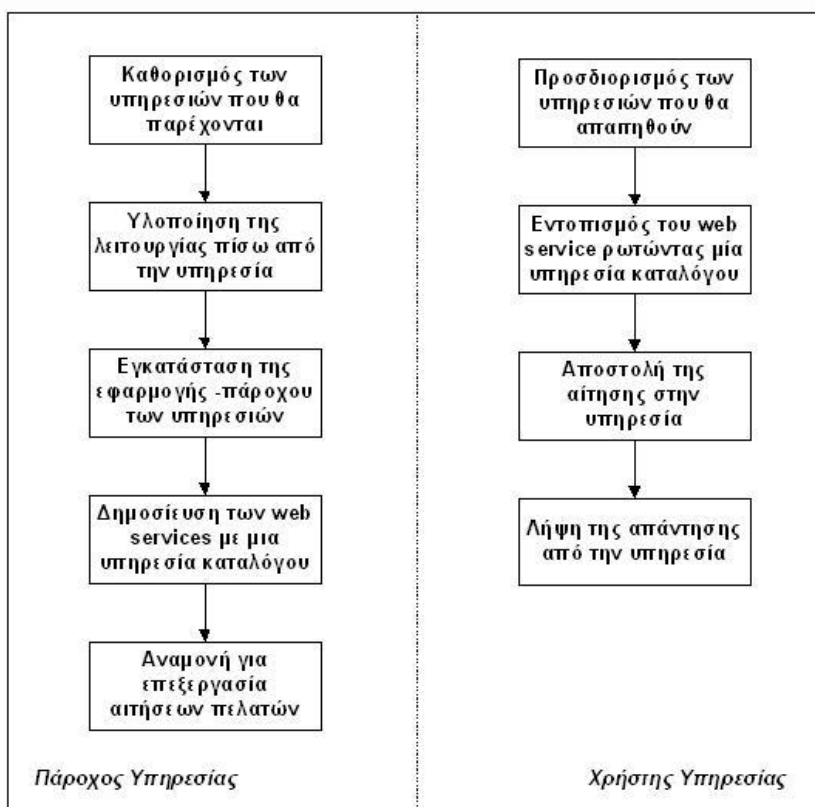 Καθορισμός των
υπηρεσιών που θα
παρέχονται
Υλοποίηση της
λειτουργίας πίσω από
την υπηρεσία
Εγκατάσταση της
εφαρμογής -πάροχου
των υπηρεσιών
Δημοσίευση των web
services με μια
υπηρεσία καταλόγου
Αναμονή για
επεξεργασία
αιτήσεων πελατών
Πάροχος Υπηρεσίας
Προσδιορισμός των
υπηρεσιών που θα
απαιτηθούν
Εντοπισμός του web
service ρωτώντας μία
υπηρεσία καταλόγου
Αποστολή της
αίτησης στην
υπηρεσία
Λήψη της απάντησης
από την υπηρεσία
Χρήστης Υπηρεσίας